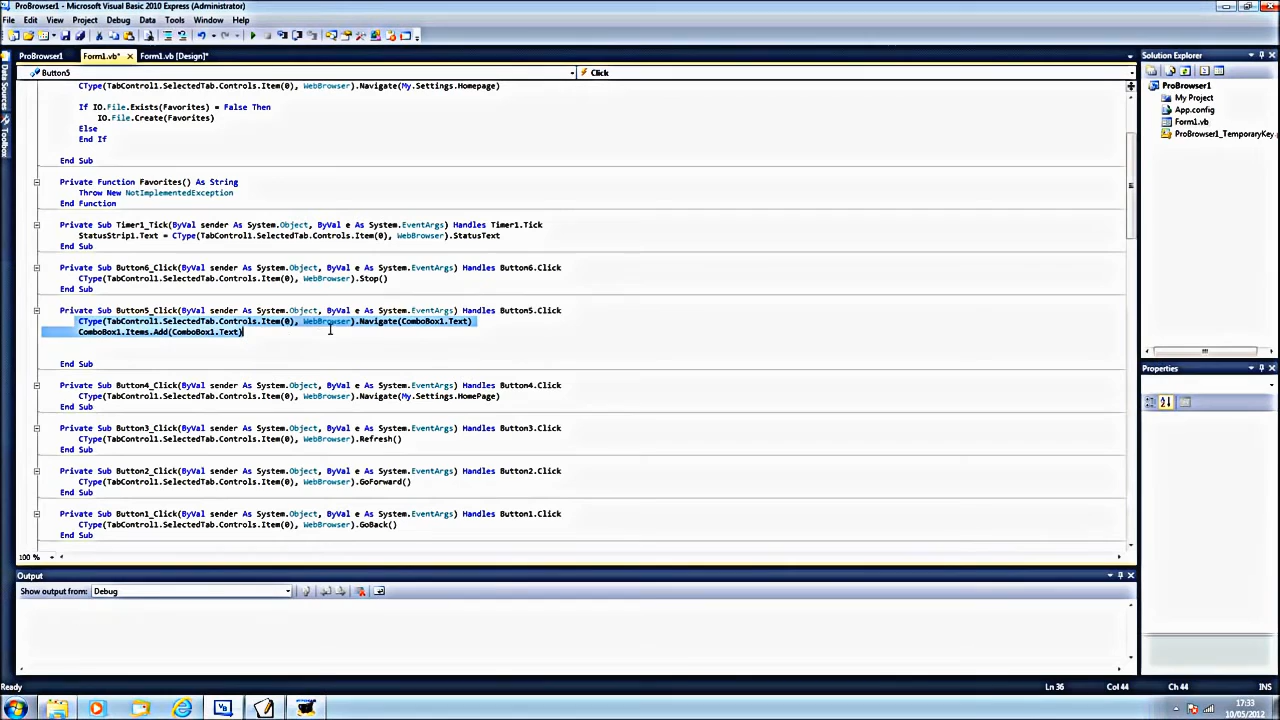 ProBrowser1 - Microsoft Visual Basic 2010 Express (Administrator)
File Edit View Project Debug Data Tools Window Help
ProBrowser1 Form1.vb* Form1.vb [Design]*
Button5 Click
CType(TabControl1.SelectedTab.Controls.Item(0), WebBrowser).Navigate(My.Settings.Homepage)
If IO.File.Exists(Favorites) = False Then
IO.File.Create(Favorites)
Else
End If
End Sub
Private Function Favorites() As String
Throw New NotImplementedException
End Function
Private Sub Timer1_Tick(ByVal sender As System.Object, ByVal e As System.EventArgs) Handles Timer1.Tick
StatusStrip1.Text = CType(TabControl1.SelectedTab.Controls.Item(0), WebBrowser).StatusText
End Sub
Private Sub Button6_Click(ByVal sender As System.Object, ByVal e As System.EventArgs) Handles Button6.Click
CType(TabControl1.SelectedTab.Controls.Item(0), WebBrowser).Stop()
End Sub
Private Sub Button5_Click(ByVal sender As System.Object, ByVal e As System.EventArgs) Handles Button5.Click
CType(TabControl1.SelectedTab.Controls.Item(0), WebBrowser).Navigate(ComboBox1.Text)
ComboBox1.Items.Add(ComboBox1.Text)
End Sub
Private Sub Button4_Click(ByVal sender As System.Object, ByVal e As System.EventArgs) Handles Button4.Click
CType(TabControl1.SelectedTab.Controls.Item(0), WebBrowser).Navigate(My.Settings.HomePage)
End Sub
Private Sub Button3_Click(ByVal sender As System.Object, ByVal e As System.EventArgs) Handles Button3.Click
CType(TabControl1.SelectedTab.Controls.Item(0), WebBrowser).Refresh()
End Sub
Private Sub Button2_Click(ByVal sender As System.Object, ByVal e As System.EventArgs) Handles Button2.Click
CType(TabControl1.SelectedTab.Controls.Item(0), WebBrowser).GoForward()
End Sub
Private Sub Button1_Click(ByVal sender As System.Object, ByVal e As System.EventArgs) Handles Button1.Click
CType(TabControl1.SelectedTab.Controls.Item(0), WebBrowser).GoBack()
End Sub
100 %
Data Sources
Toolbox
Solution Explorer
ProBrowser1
My Project
App.config
Form1.vb
ProBrowser1_TemporaryKey.
Properties
Output
Show output from: Debug
Ready Ln 36 Col 44 Ch 44 INS
17:33
10/05/2012